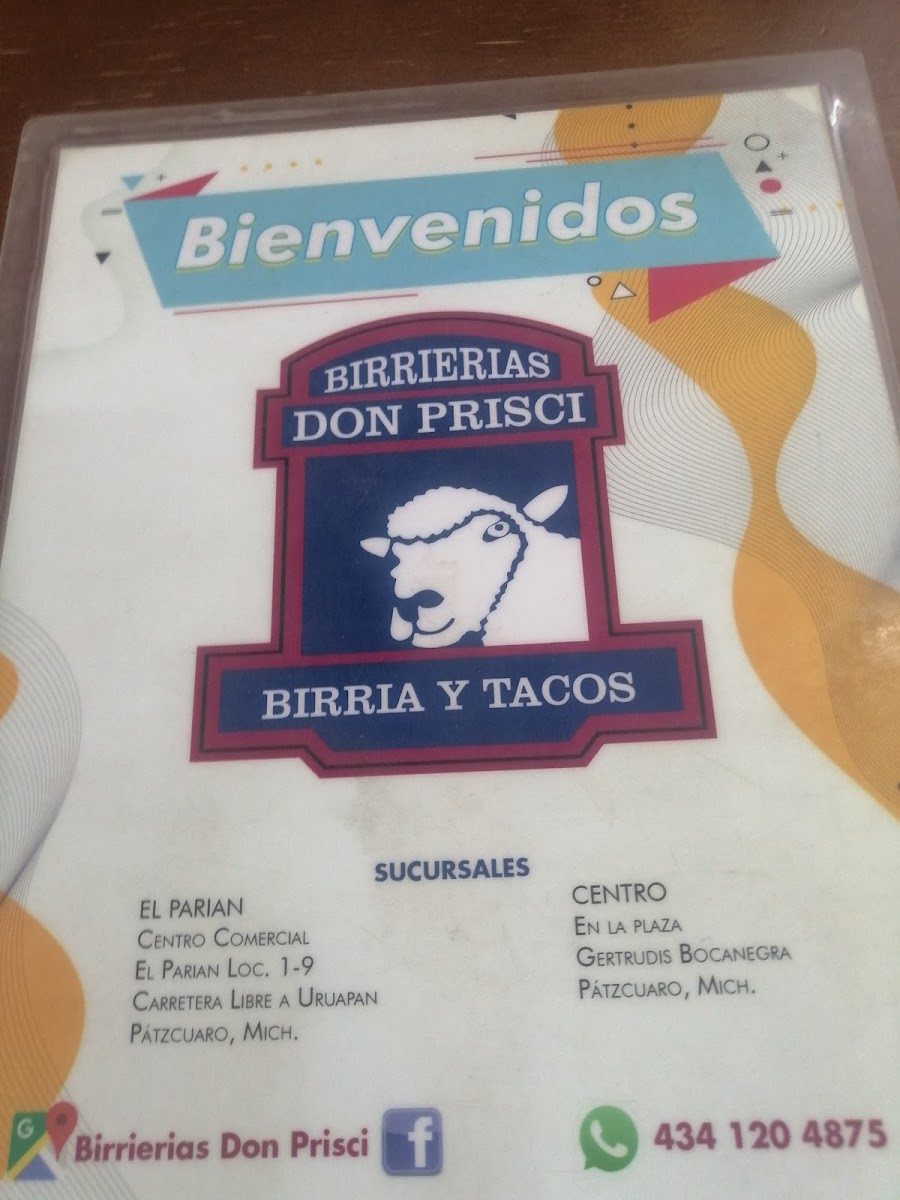 Bienvenidos
BIRRIERIAS
DON PRISCI
BIRRIA Y TACOS
SUCURSALES
EL PARIAN
CENTRO COMERCIAL
EL PARIAN LOC. 1-9
CARRETERA LIBRE A URUAPAN
PÁTZCUARO, MICH.
CENTRO
EN LA PLAZA
GERTRUDIS BOCANEGRA
PÁTZCUARO, MICH.
G
Birrierias Don Prisci
f
434 120 4875